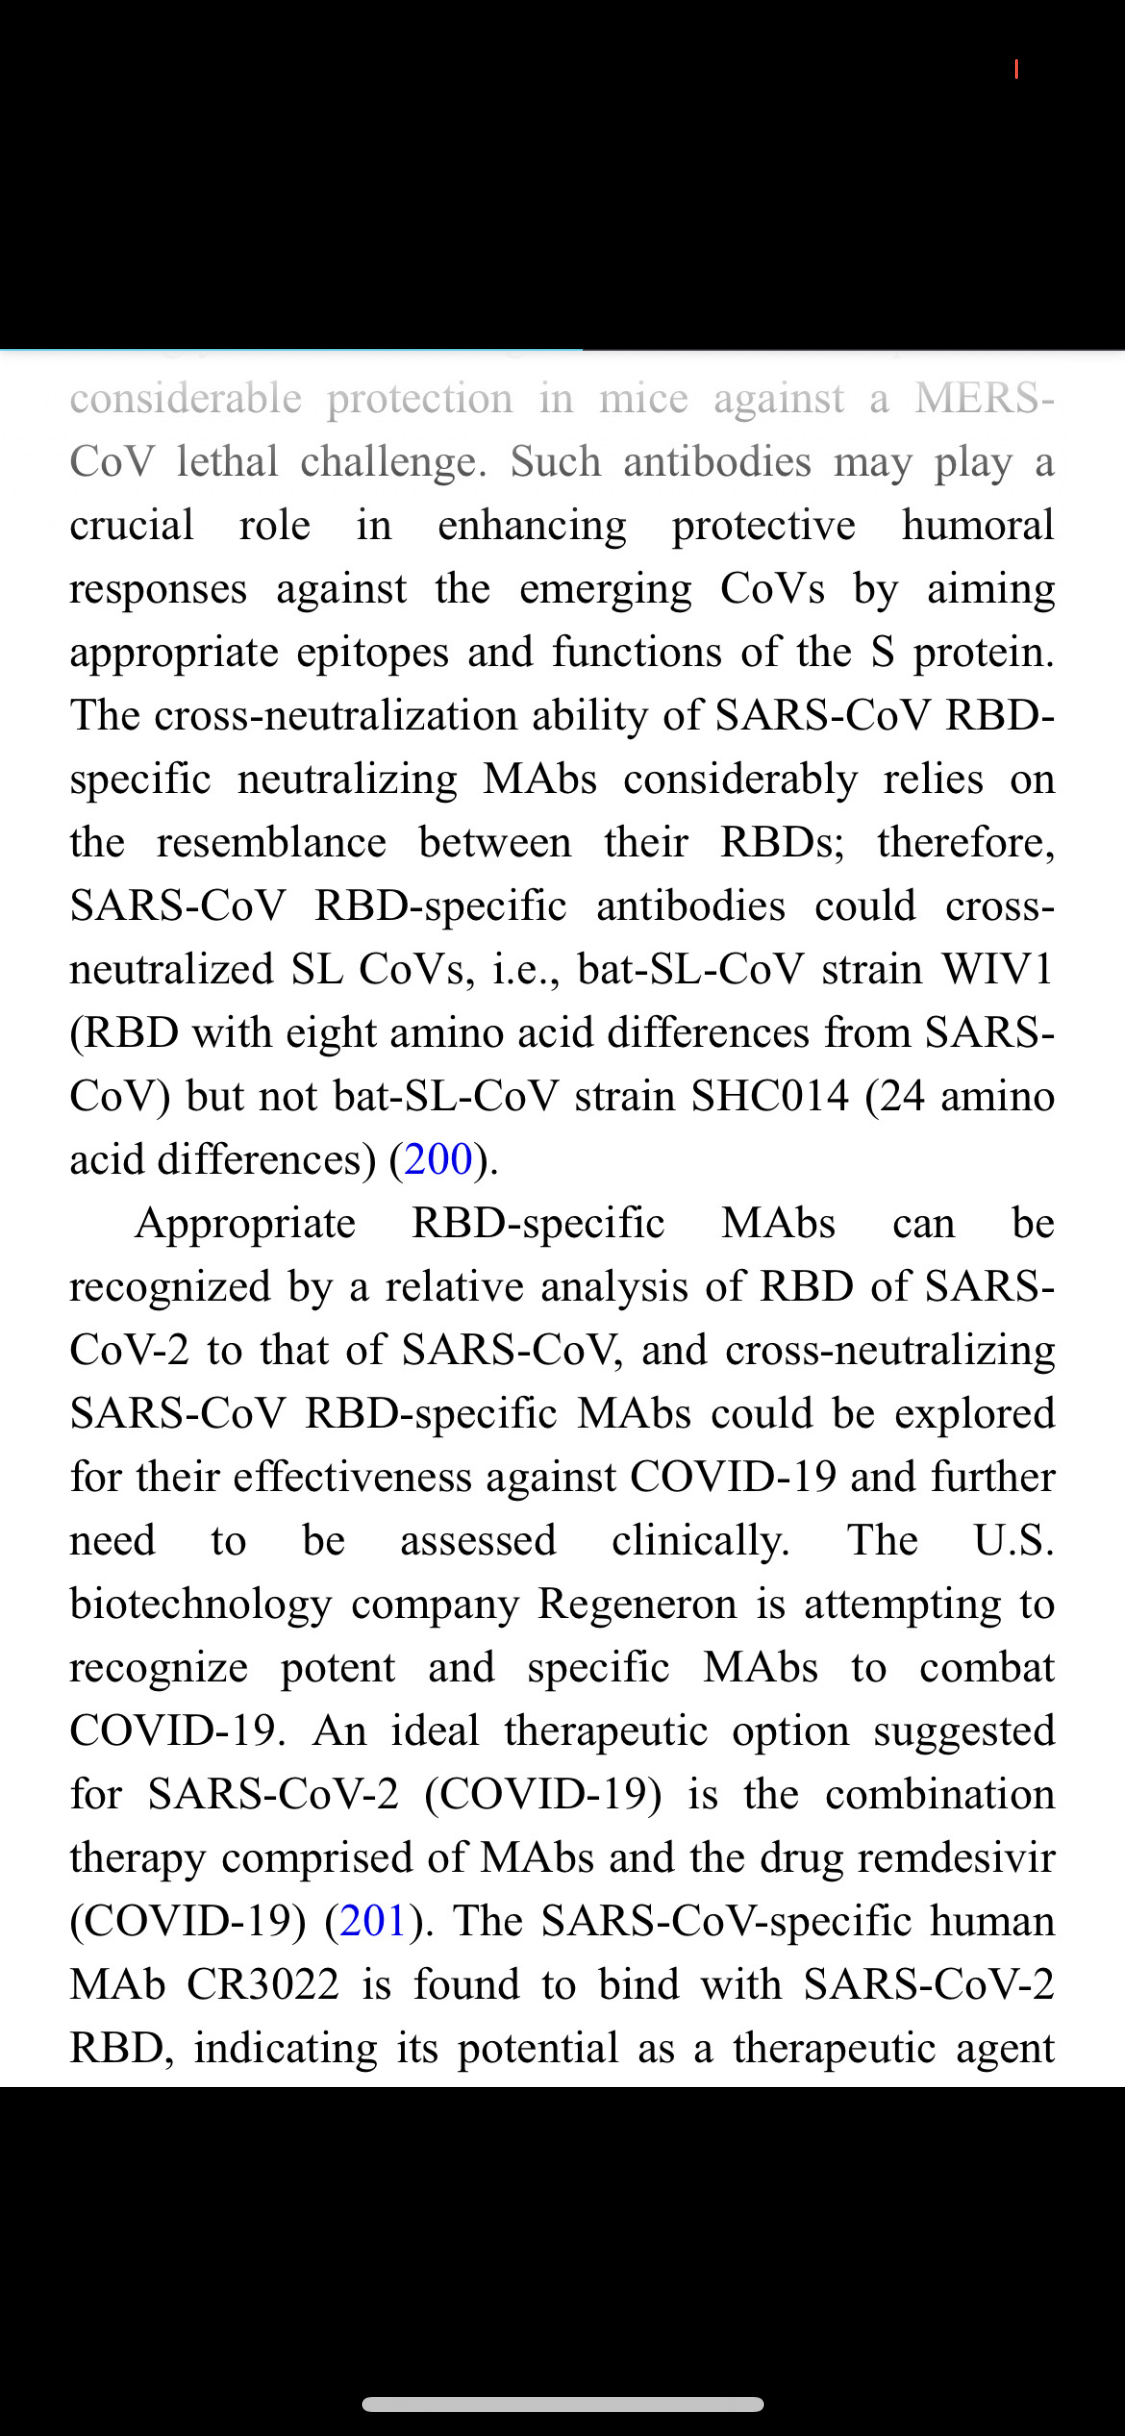 considerable protection in mice against a MERS-
CoV lethal challenge. Such antibodies may play a
crucial role in enhancing protective humoral
responses against the emerging CoVs by aiming
appropriate epitopes and functions of the S protein.
The cross-neutralization ability of SARS-CoV RBD-
specific neutralizing MAbs considerably relies on
the resemblance between their RBDs; therefore,
SARS-CoV RBD-specific antibodies could cross-
neutralized SL CoVs, i.e., bat-SL-CoV strain WIV1
(RBD with eight amino acid differences from SARS-
CoV) but not bat-SL-CoV strain SHC014 (24 amino
acid differences) (200).
Appropriate RBD-specific MAbs can be
recognized by a relative analysis of RBD of SARS-
CoV-2 to that of SARS-CoV, and cross-neutralizing
SARS-CoV RBD-specific MAbs could be explored
for their effectiveness against COVID-19 and further
need to be assessed clinically. The U.S.
biotechnology company Regeneron is attempting to
recognize potent and specific MAbs to combat
COVID-19. An ideal therapeutic option suggested
for SARS-CoV-2 (COVID-19) is the combination
therapy comprised of MAbs and the drug remdesivir
(COVID-19) (201). The SARS-CoV-specific human
MAb CR3022 is found to bind with SARS-CoV-2
RBD, indicating its potential as a therapeutic agent